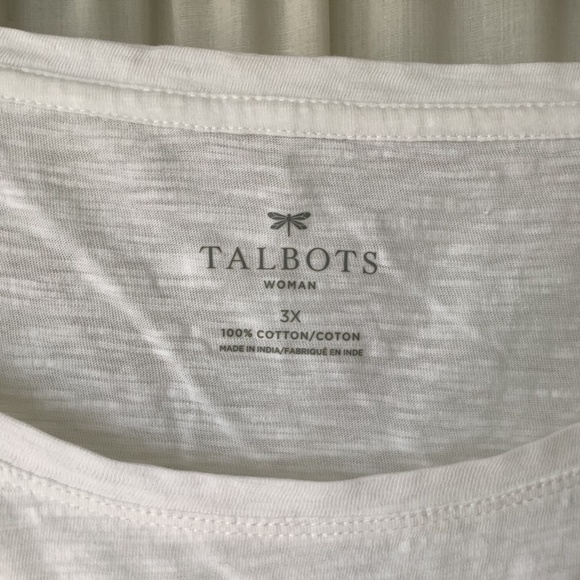 TALBOTS
WOMAN
3X
100% COTTON/COTON
MADE IN INDIA/FABRIQUÉ EN INDE